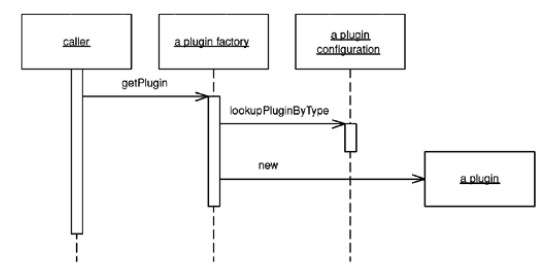 caller
a plugin factory
a plugin
configuration
getPlugin
lookupPluginByType
new
a plugin